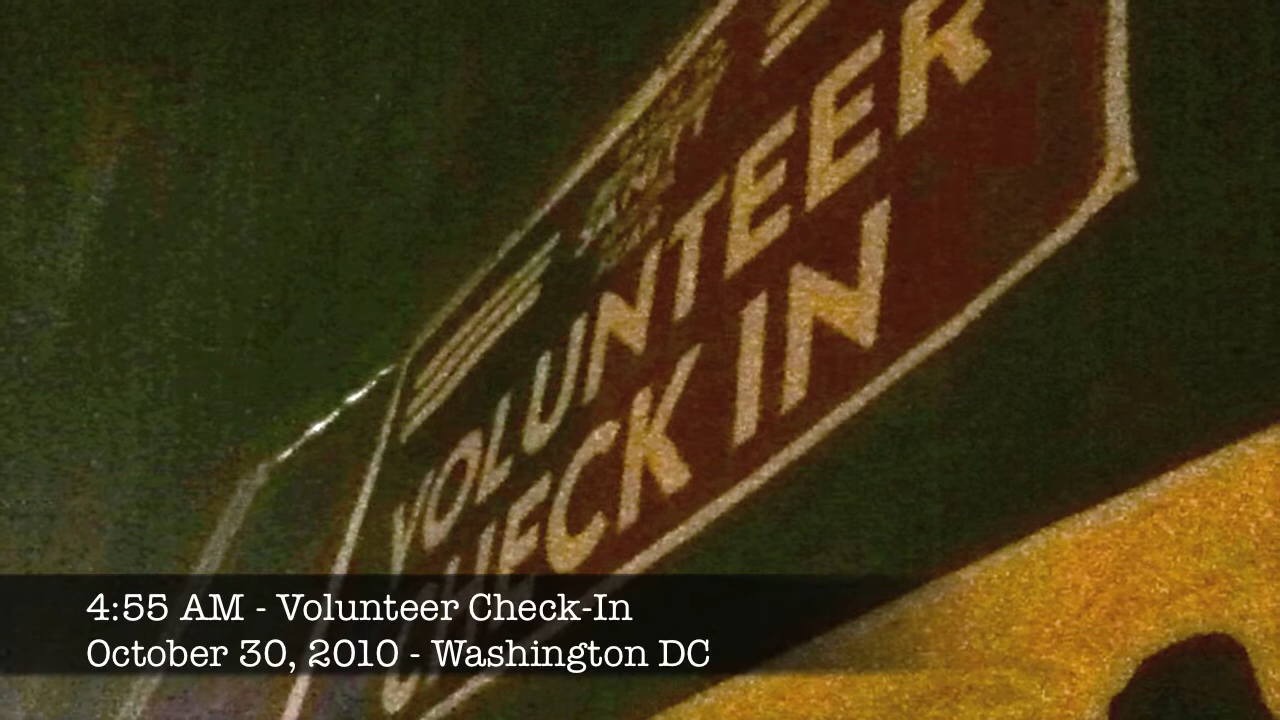 VOLUNTEER
CHECK IN
4:55 AM - Volunteer Check-In
October 30, 2010 - Washington DC